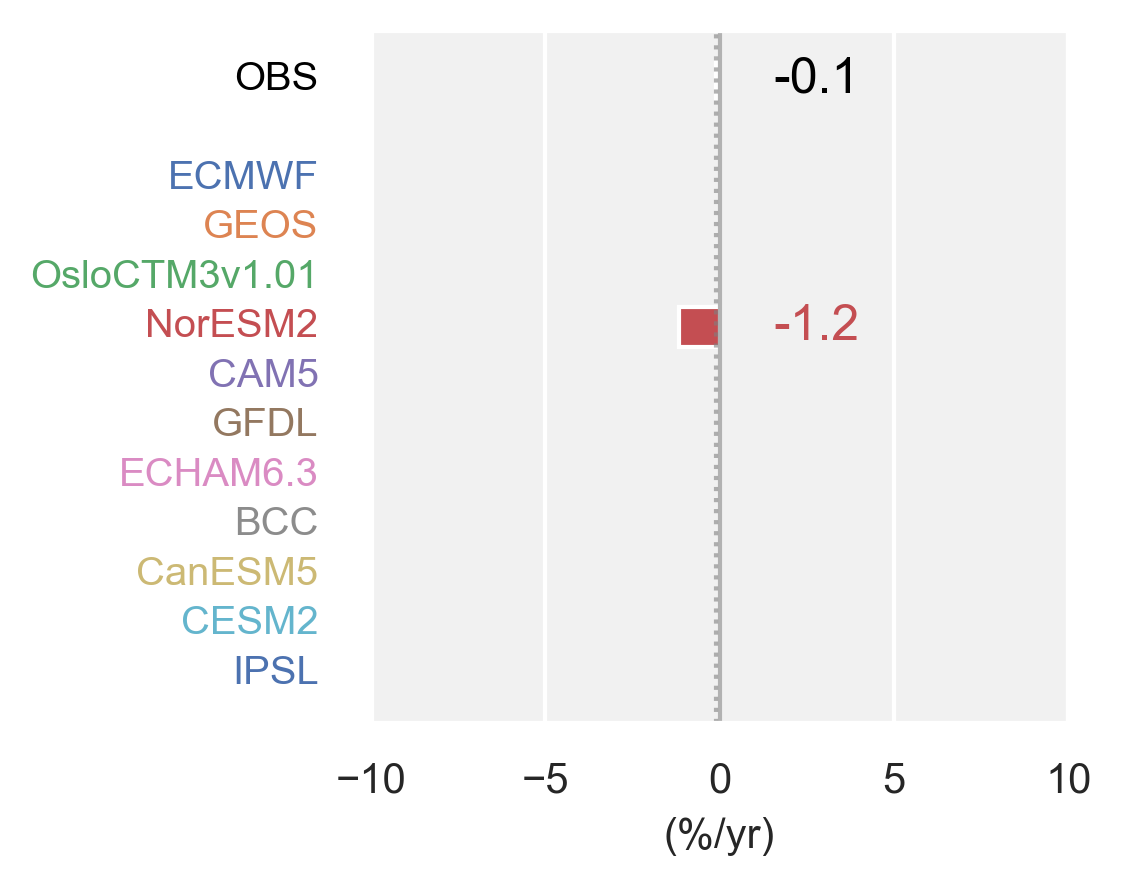 OBS -0.1
ECMWF
GEOS
OsloCTM3v1.01
NorESM2 -1.2
CAM5
GFDL
ECHAM6.3
BCC
CanESM5
CESM2
IPSL
−10 −5 0 5 10
(%/yr)